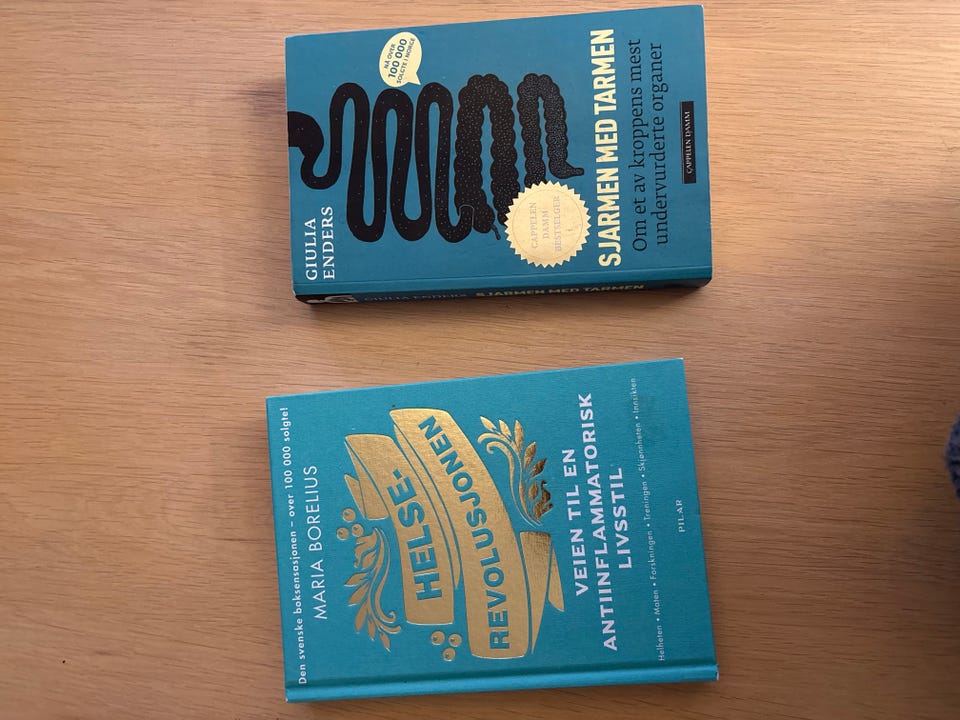 GIULIA
ENDERS
NÅ OVER
100 000
SOLGTE I NORGE
CAPPELEN
DAMM
BESTSELGER
SJARMEN MED TARMEN
Om et av kroppens mest
undervurderte organer
CAPPELEN DAMM
GIULIA ENDERS SJARMEN MED TARMEN
Den svenske boksensasjonen – over 100 000 solgte!
MARIA BORELIUS
HELSE-
REVOLUSJONEN
VEIEN TIL EN
ANTIINFLAMMATORISK
LIVSSTIL
Helheten • Maten • Forskningen • Treningen • Skjønnheten • Innsikten
PILAR